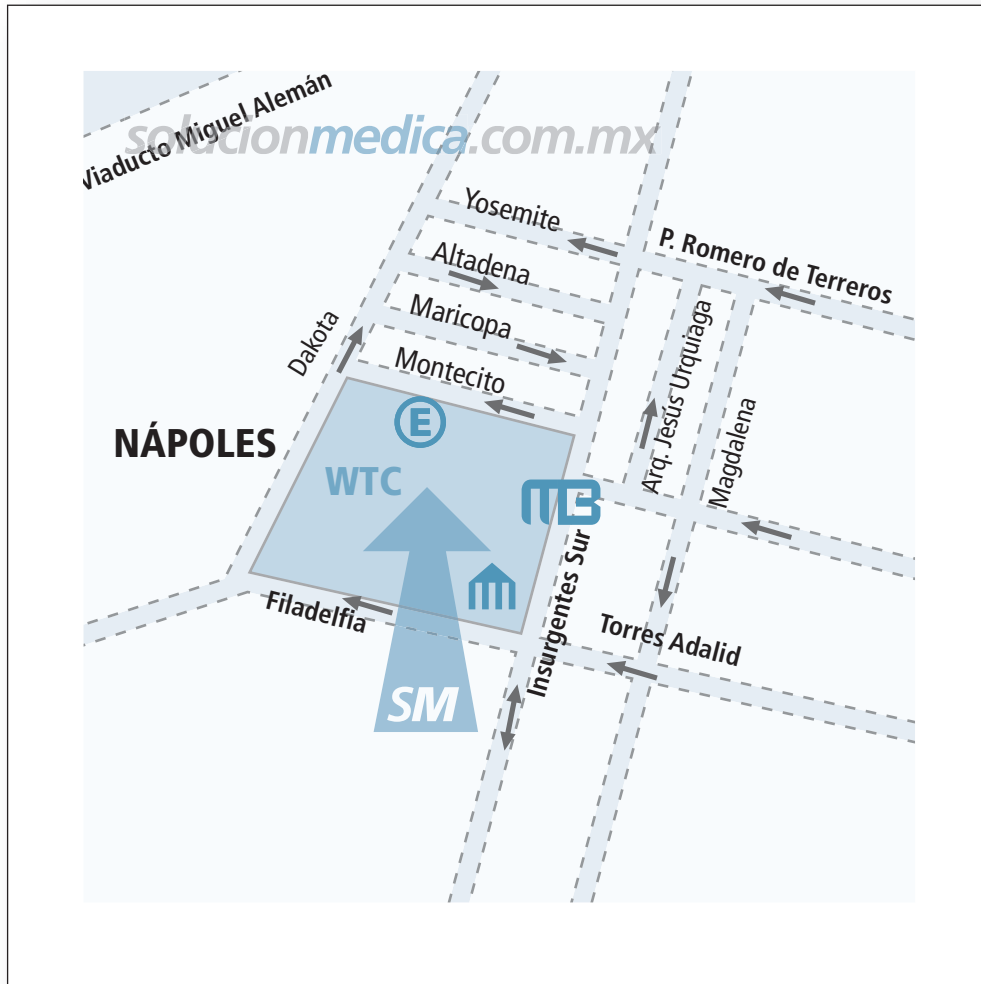 Viaducto Miguel Alemán
solucionmedica.com.mx
Yosemite
P. Romero de Terreros
Altadena
Maricopa
Dakota
Montecito
Arq. Jesús Urquiaga
Magdalena
NÁPOLES
E
WTC
MB
Insurgentes Sur
Filadelfia
Torres Adalid
SM